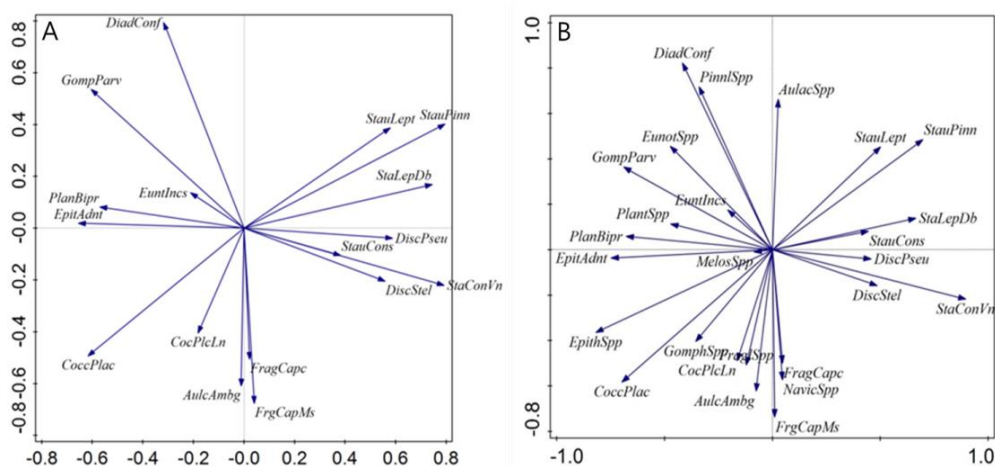 A
DiadConf
GompParv
StauLept
StauPinn
StaLepDb
EuntIncs
PlanBipr
EpitAdnt
DiscPseu
StauCons
DiscStel
StaConVn
CocPlcLn
CoccPlac
FragCapc
AulcAmbg
FrgCapMs
0.8
0.6
0.4
0.2
-0.0
-0.2
-0.4
-0.6
-0.8
-0.8 -0.6 -0.4 -0.2 -0.0 0.2 0.4 0.6 0.8
B
DiadConf
PinnlSpp
AulacSpp
EunotSpp
StauLept
StauPinn
GompParv
EuntIncs
PlantSpp
StaLepDb
PlanBipr
StauCons
EpitAdnt
MelosSpp
DiscPseu
DiscStel
StaConVn
EpithSpp
GomphSpp
CocPlcLn
FragCapc
CoccPlac
NavicSpp
AulcAmbg
FrgCapMs
1.0
-0.8
-1.0 1.0